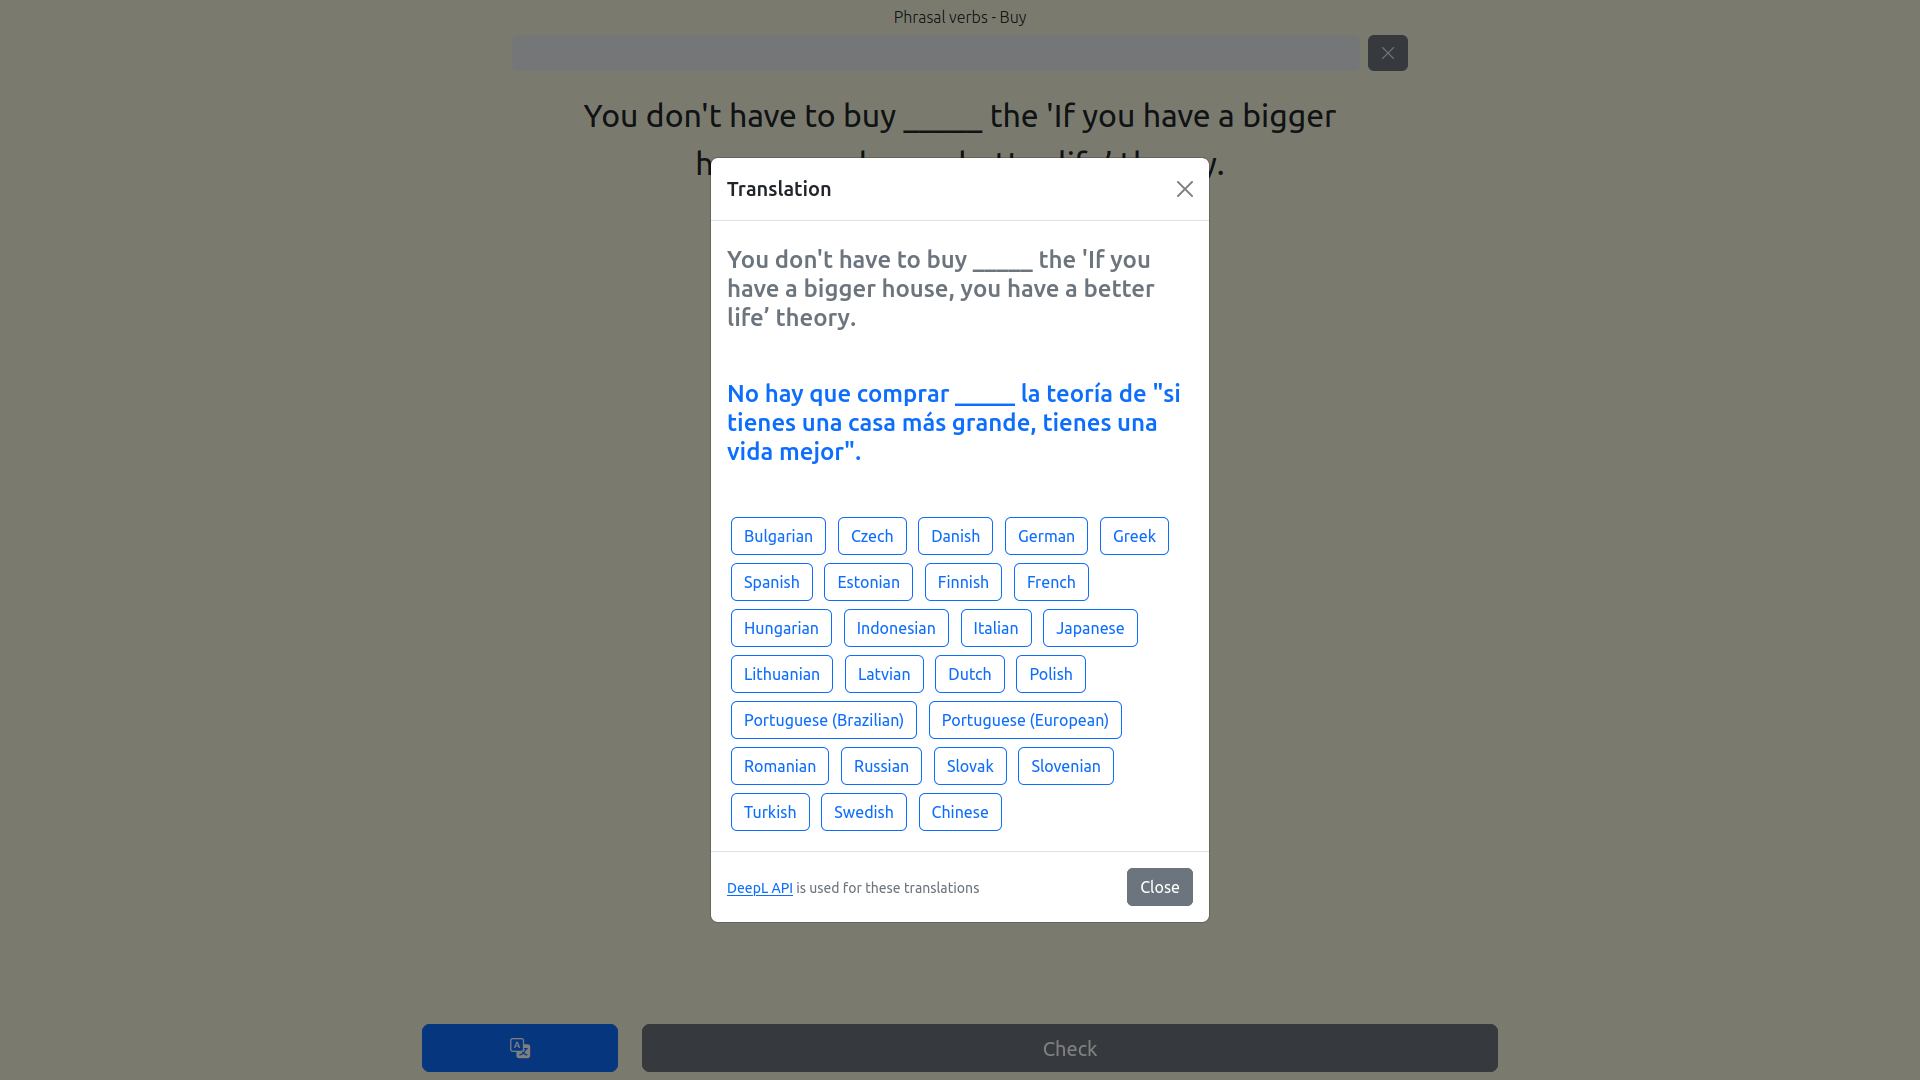 Phrasal verbs - Buy
You don't have to buy _____ the 'If you have a bigger
Translation
You don't have to buy _____ the 'If you
have a bigger house, you have a better
life’ theory.
No hay que comprar _____ la teoría de "si
tienes una casa más grande, tienes una
vida mejor".
Bulgarian Czech Danish German Greek
Spanish Estonian Finnish French
Hungarian Indonesian Italian Japanese
Lithuanian Latvian Dutch Polish
Portuguese (Brazilian) Portuguese (European)
Romanian Russian Slovak Slovenian
Turkish Swedish Chinese
DeepL API is used for these translations Close
Check